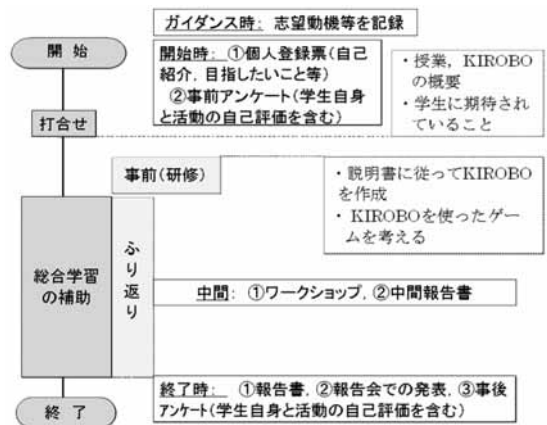 ガイダンス時： 志望動機等を記録
開 始
開始時： ①個人登録票(自己
紹介，目指したいこと等)
②事前アンケート(学生自身
と活動の自己評価を含む)
・授業，KIROBO
の概要
・学生に期待され
ていること
打合せ
事前(研修)
・説明書に従ってKIROBO
を作成
・KIROBOを使ったゲー
ムを考える
総合学習
の補助
ふり返り
中間： ①ワークショップ，②中間報告書
終了時： ①報告書，②報告会での発表，③事後
アンケート(学生自身と活動の自己評価を含む)
終 了